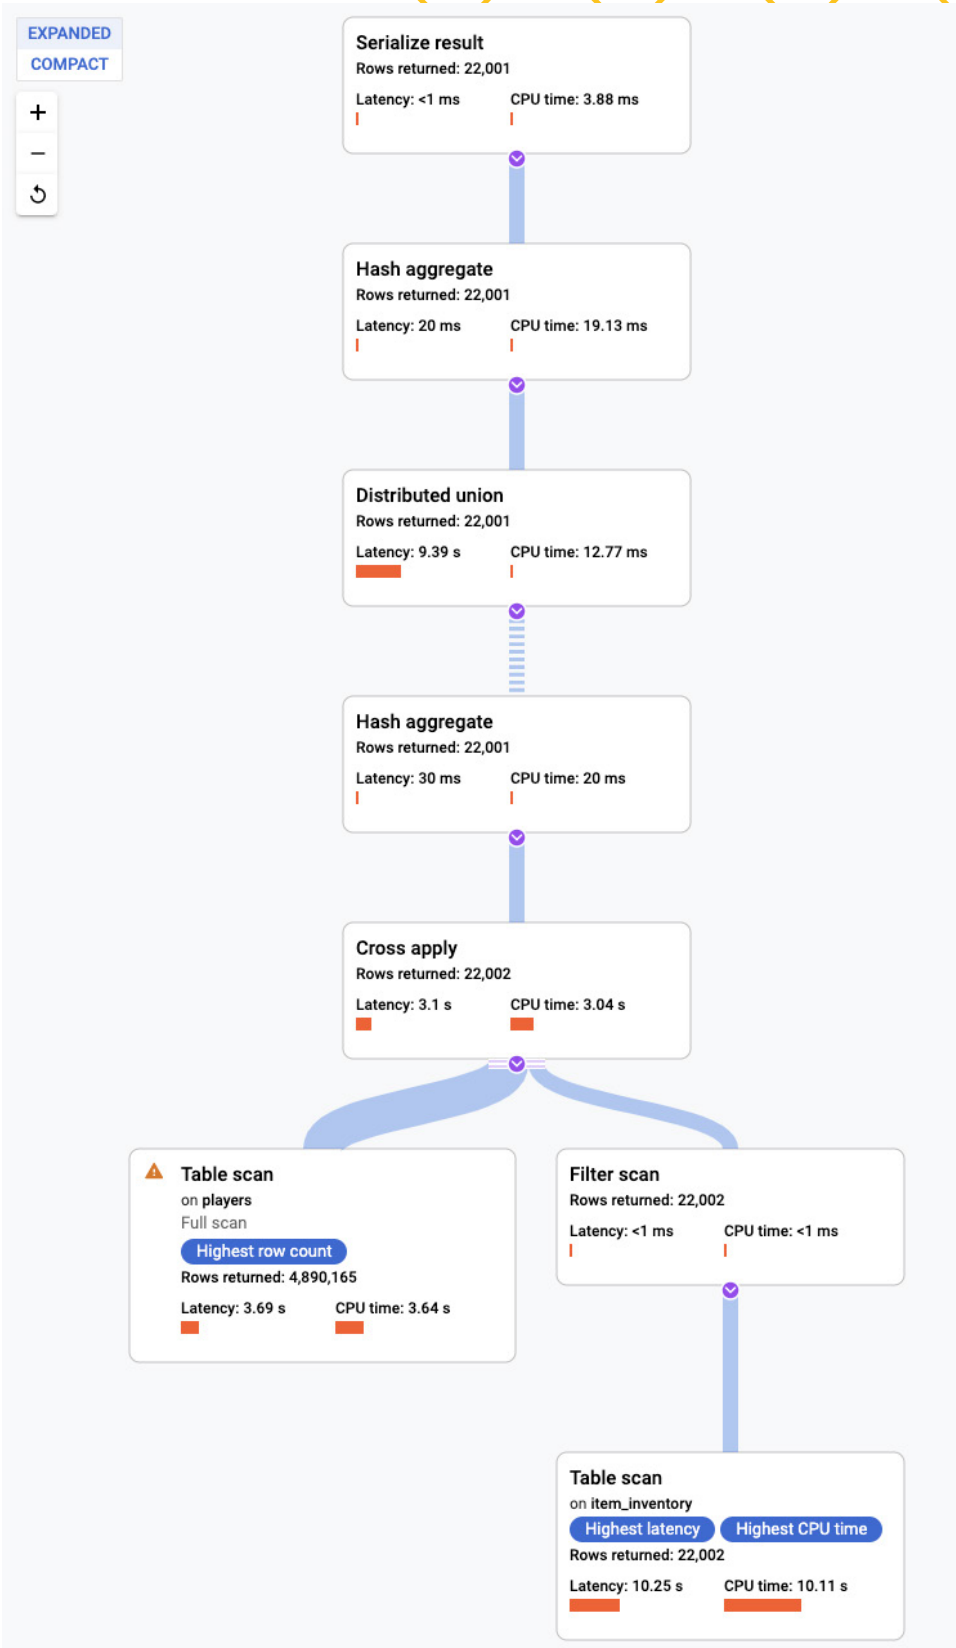 EXPANDED
COMPACT
Serialize result
Rows returned: 22,001
Latency: <1 ms CPU time: 3.88 ms
Hash aggregate
Rows returned: 22,001
Latency: 20 ms CPU time: 19.13 ms
Distributed union
Rows returned: 22,001
Latency: 9.39 s CPU time: 12.77 ms
Hash aggregate
Rows returned: 22,001
Latency: 30 ms CPU time: 20 ms
Cross apply
Rows returned: 22,002
Latency: 3.1 s CPU time: 3.04 s
Table scan
on players
Full scan
Highest row count
Rows returned: 4,890,165
Latency: 3.69 s CPU time: 3.64 s
Filter scan
Rows returned: 22,002
Latency: <1 ms CPU time: <1 ms
Table scan
on item_inventory
Highest latency Highest CPU time
Rows returned: 22,002
Latency: 10.25 s CPU time: 10.11 s